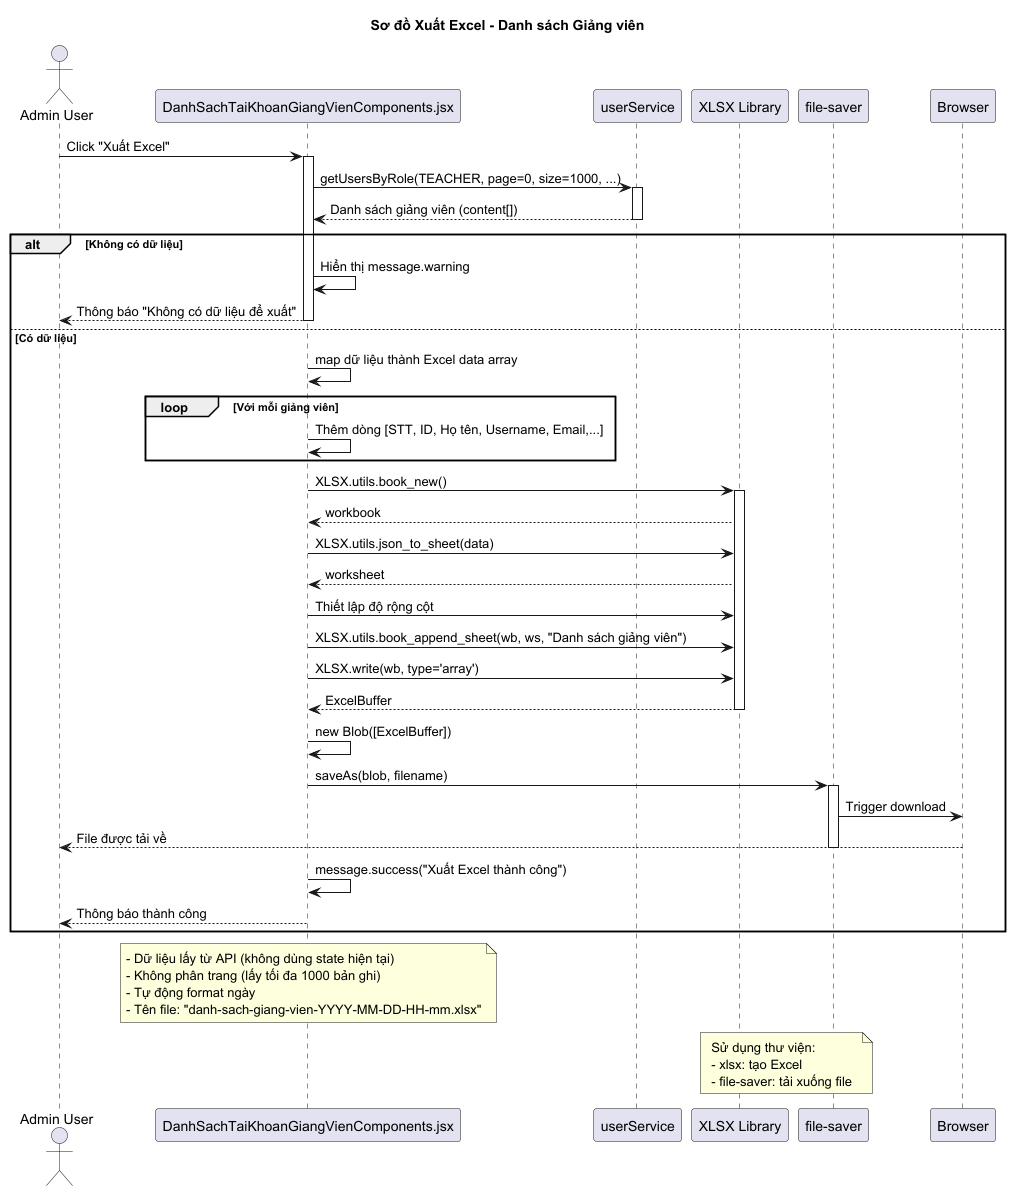 Sơ đồ Xuất Excel - Danh sách Giảng viên
Admin User
DanhSachTaiKhoanGiangVienComponents.jsx
userService
XLSX Library
file-saver
Browser
Click "Xuất Excel"
getUsersByRole(TEACHER, page=0, size=1000, ...)
Danh sách giảng viên (content[])
alt
[Không có dữ liệu]
Hiển thị message.warning
Thông báo "Không có dữ liệu để xuất"
[Có dữ liệu]
map dữ liệu thành Excel data array
loop
[Với mỗi giảng viên]
Thêm dòng [STT, ID, Họ tên, Username, Email,...]
XLSX.utils.book_new()
workbook
XLSX.utils.json_to_sheet(data)
worksheet
Thiết lập độ rộng cột
XLSX.utils.book_append_sheet(wb, ws, "Danh sách giảng viên")
XLSX.write(wb, type='array')
ExcelBuffer
new Blob([ExcelBuffer])
saveAs(blob, filename)
Trigger download
File được tải về
message.success("Xuất Excel thành công")
Thông báo thành công
- Dữ liệu lấy từ API (không dùng state hiện tại)
- Không phân trang (lấy tối đa 1000 bản ghi)
- Tự động format ngày
- Tên file: "danh-sach-giang-vien-YYYY-MM-DD-HH-mm.xlsx"
Sử dụng thư viện:
- xlsx: tạo Excel
- file-saver: tải xuống file
Admin User
DanhSachTaiKhoanGiangVienComponents.jsx
userService
XLSX Library
file-saver
Browser